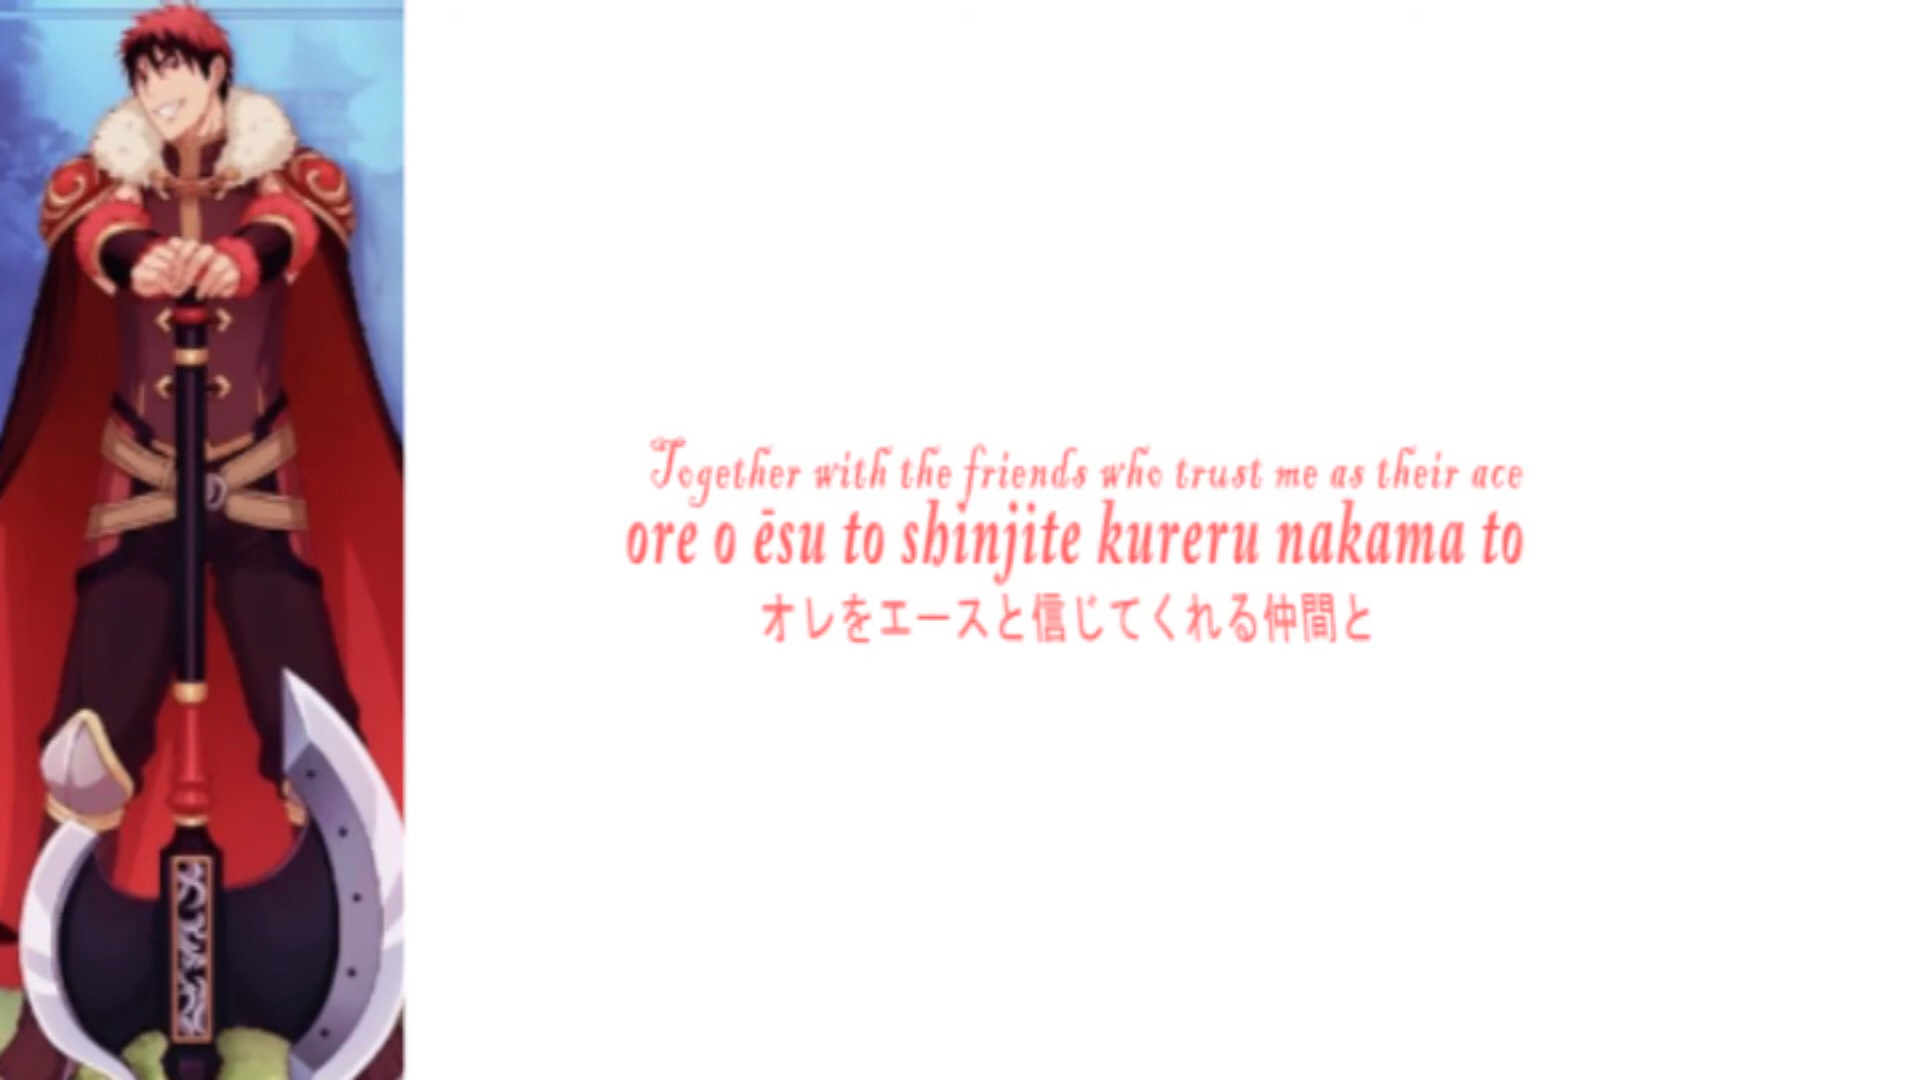 Together with the friends who trust me as their ace
ore o ēsu to shinjite kureru nakama to
オレをエースと信じてくれる仲間と